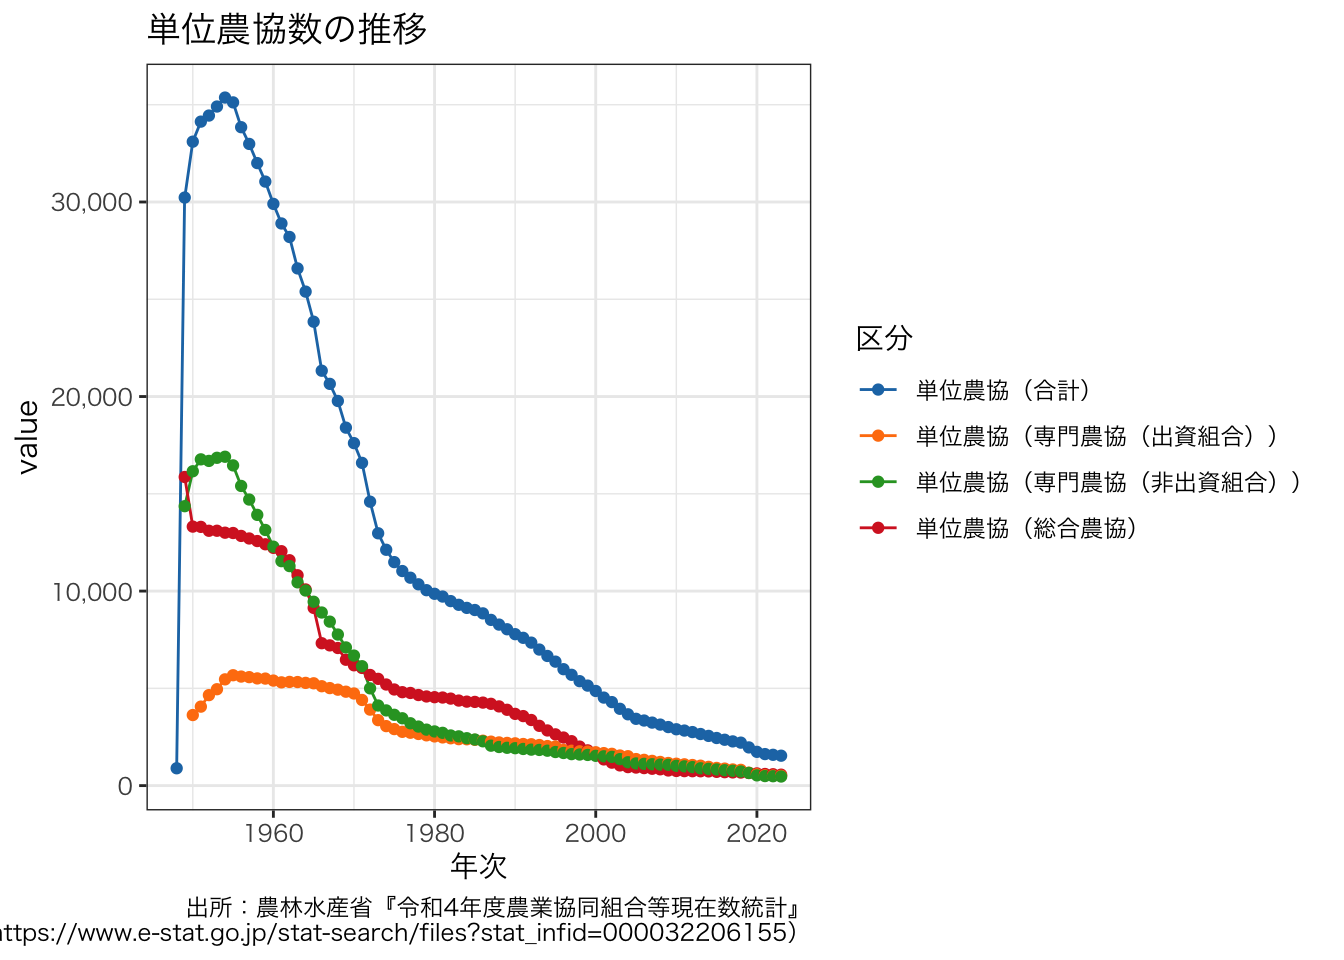 単位農協数の推移
30,000
20,000
10,000
0
value
1960 1980 2000 2020
年次
区分
単位農協（合計）
単位農協（専門農協（出資組合））
単位農協（専門農協（非出資組合））
単位農協（総合農協）
出所：農林水産省『令和4年度農業協同組合等現在数統計』
ttps://www.e-stat.go.jp/stat-search/files?stat_infid=000032206155）